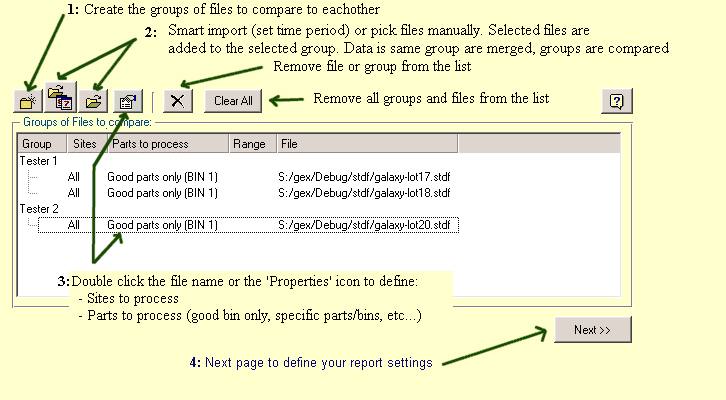 1: Create the groups of files to compare to eachother
2: Smart import (set time period) or pick files manually. Selected files are
added to the selected group. Data is same group are merged, groups are compared
Remove file or group from the list
Clear All
Remove all groups and files from the list
Groups of Files to compare:
Group Sites Parts to process Range File
Tester 1
All Good parts only (BIN 1) S:/gex/Debug/stdf/galaxy-lot17.stdf
All Good parts only (BIN 1) S:/gex/Debug/stdf/galaxy-lot18.stdf
Tester 2
All Good parts only (BIN 1) S:/gex/Debug/stdf/galaxy-lot20.stdf
3: Double click the file name or the 'Properties' icon to define:
- Sites to process
- Parts to process (good bin only, specific parts/bins, etc...)
Next >>
4: Next page to define your report settings